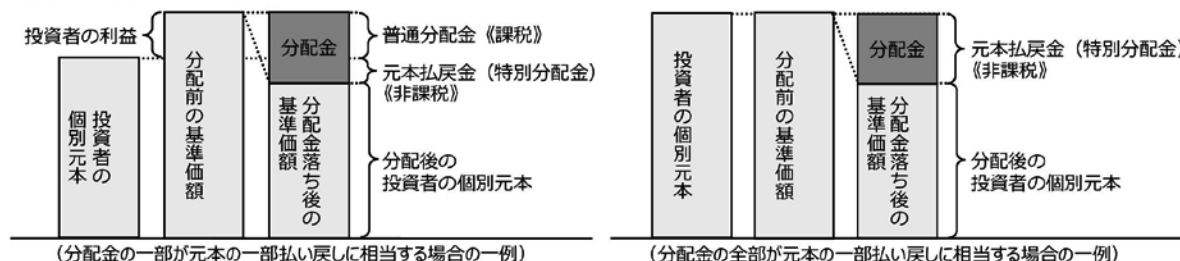 投資者の利益
投資者の
個別元本
分配前の基準価額
分配金
分配金落ち後の
基準価額
普通分配金《課税》
元本払戻金（特別分配金）
《非課税》
分配後の
投資者の個別元本
（分配金の一部が元本の一部払い戻しに相当する場合の一例）
投資者の個別元本
分配前の基準価額
分配金
分配金落ち後の
基準価額
元本払戻金（特別分配金）
《非課税》
分配後の
投資者の個別元本
（分配金の全部が元本の一部払い戻しに相当する場合の一例）